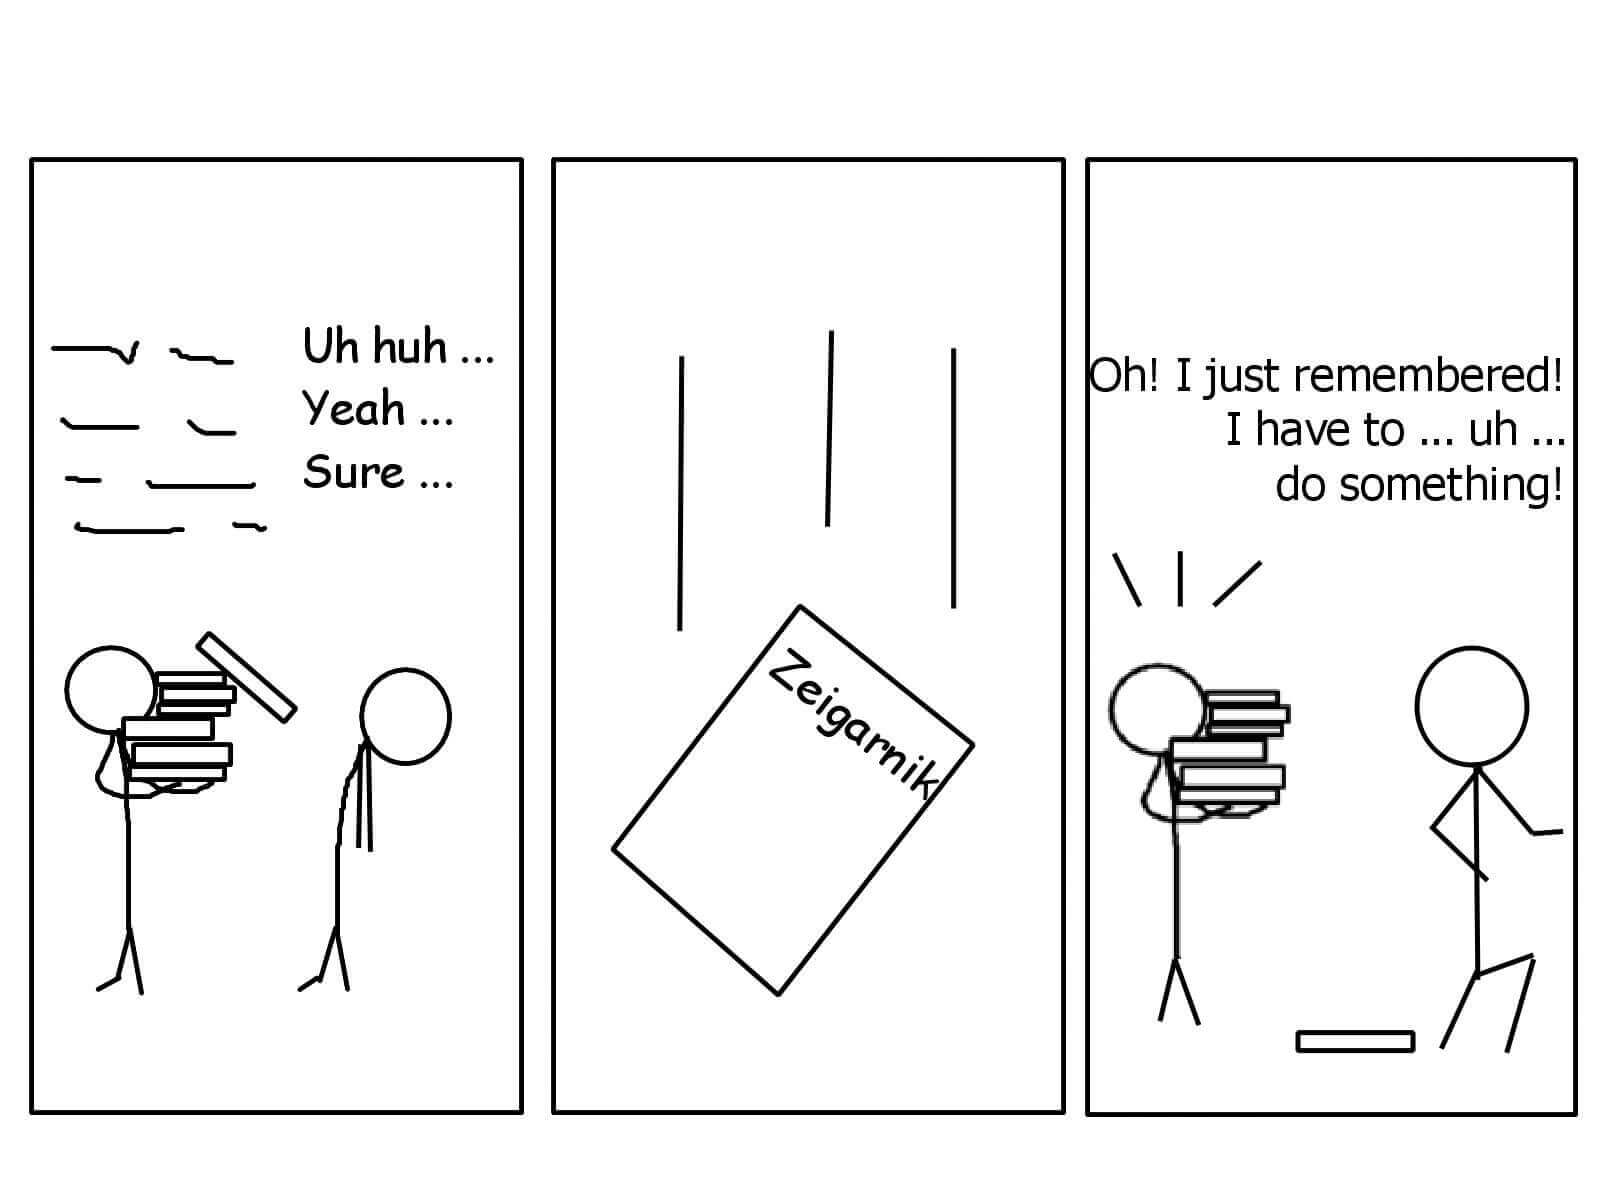 Uh huh ...
Yeah ...
Sure ...
Zeigarnik
Oh! I just remembered!
I have to ... uh ...
do something!